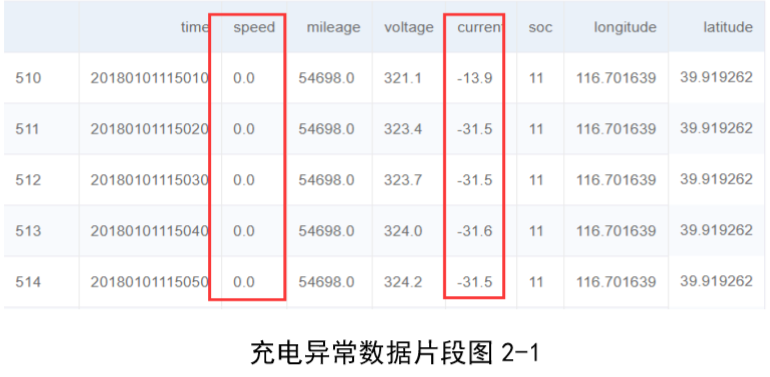 time speed mileage voltage current soc longitude latitude
510 20180101115010 0.0 54698.0 321.1 -13.9 11 116.701639 39.919262
511 20180101115020 0.0 54698.0 323.4 -31.5 11 116.701639 39.919262
512 20180101115030 0.0 54698.0 323.7 -31.5 11 116.701639 39.919262
513 20180101115040 0.0 54698.0 324.0 -31.6 11 116.701639 39.919262
514 20180101115050 0.0 54698.0 324.2 -31.5 11 116.701639 39.919262
充电异常数据片段图 2-1